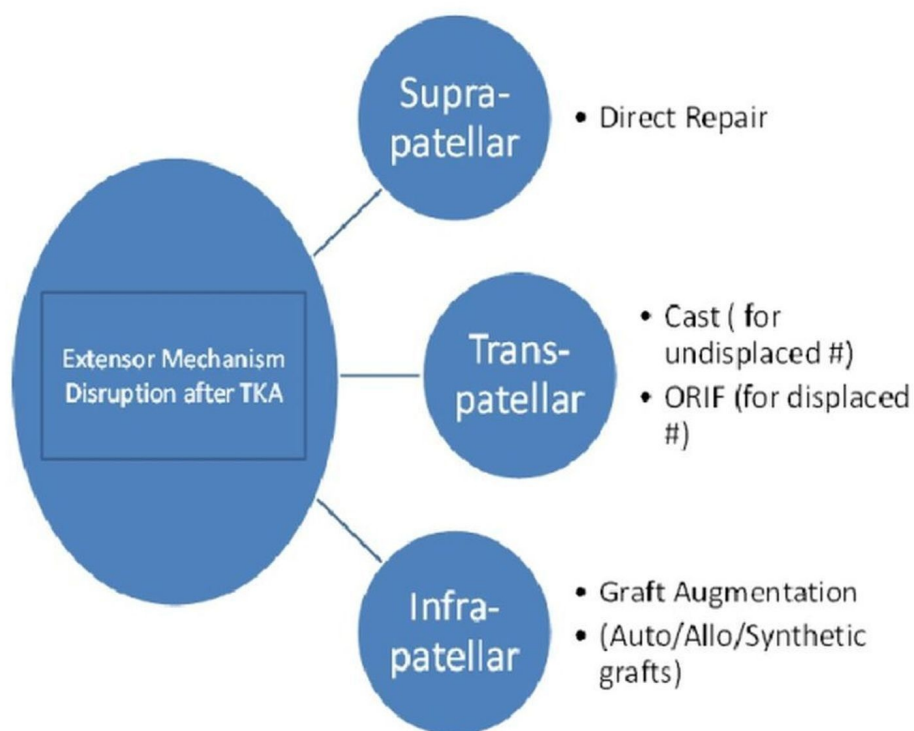 Supra-
patellar
• Direct Repair
Extensor Mechanism
Disruption after TKA
Trans-
patellar
• Cast ( for
undisplaced #)
• ORIF (for displaced
#)
Infra-
patellar
• Graft Augmentation
• (Auto/Allo/Synthetic
grafts)